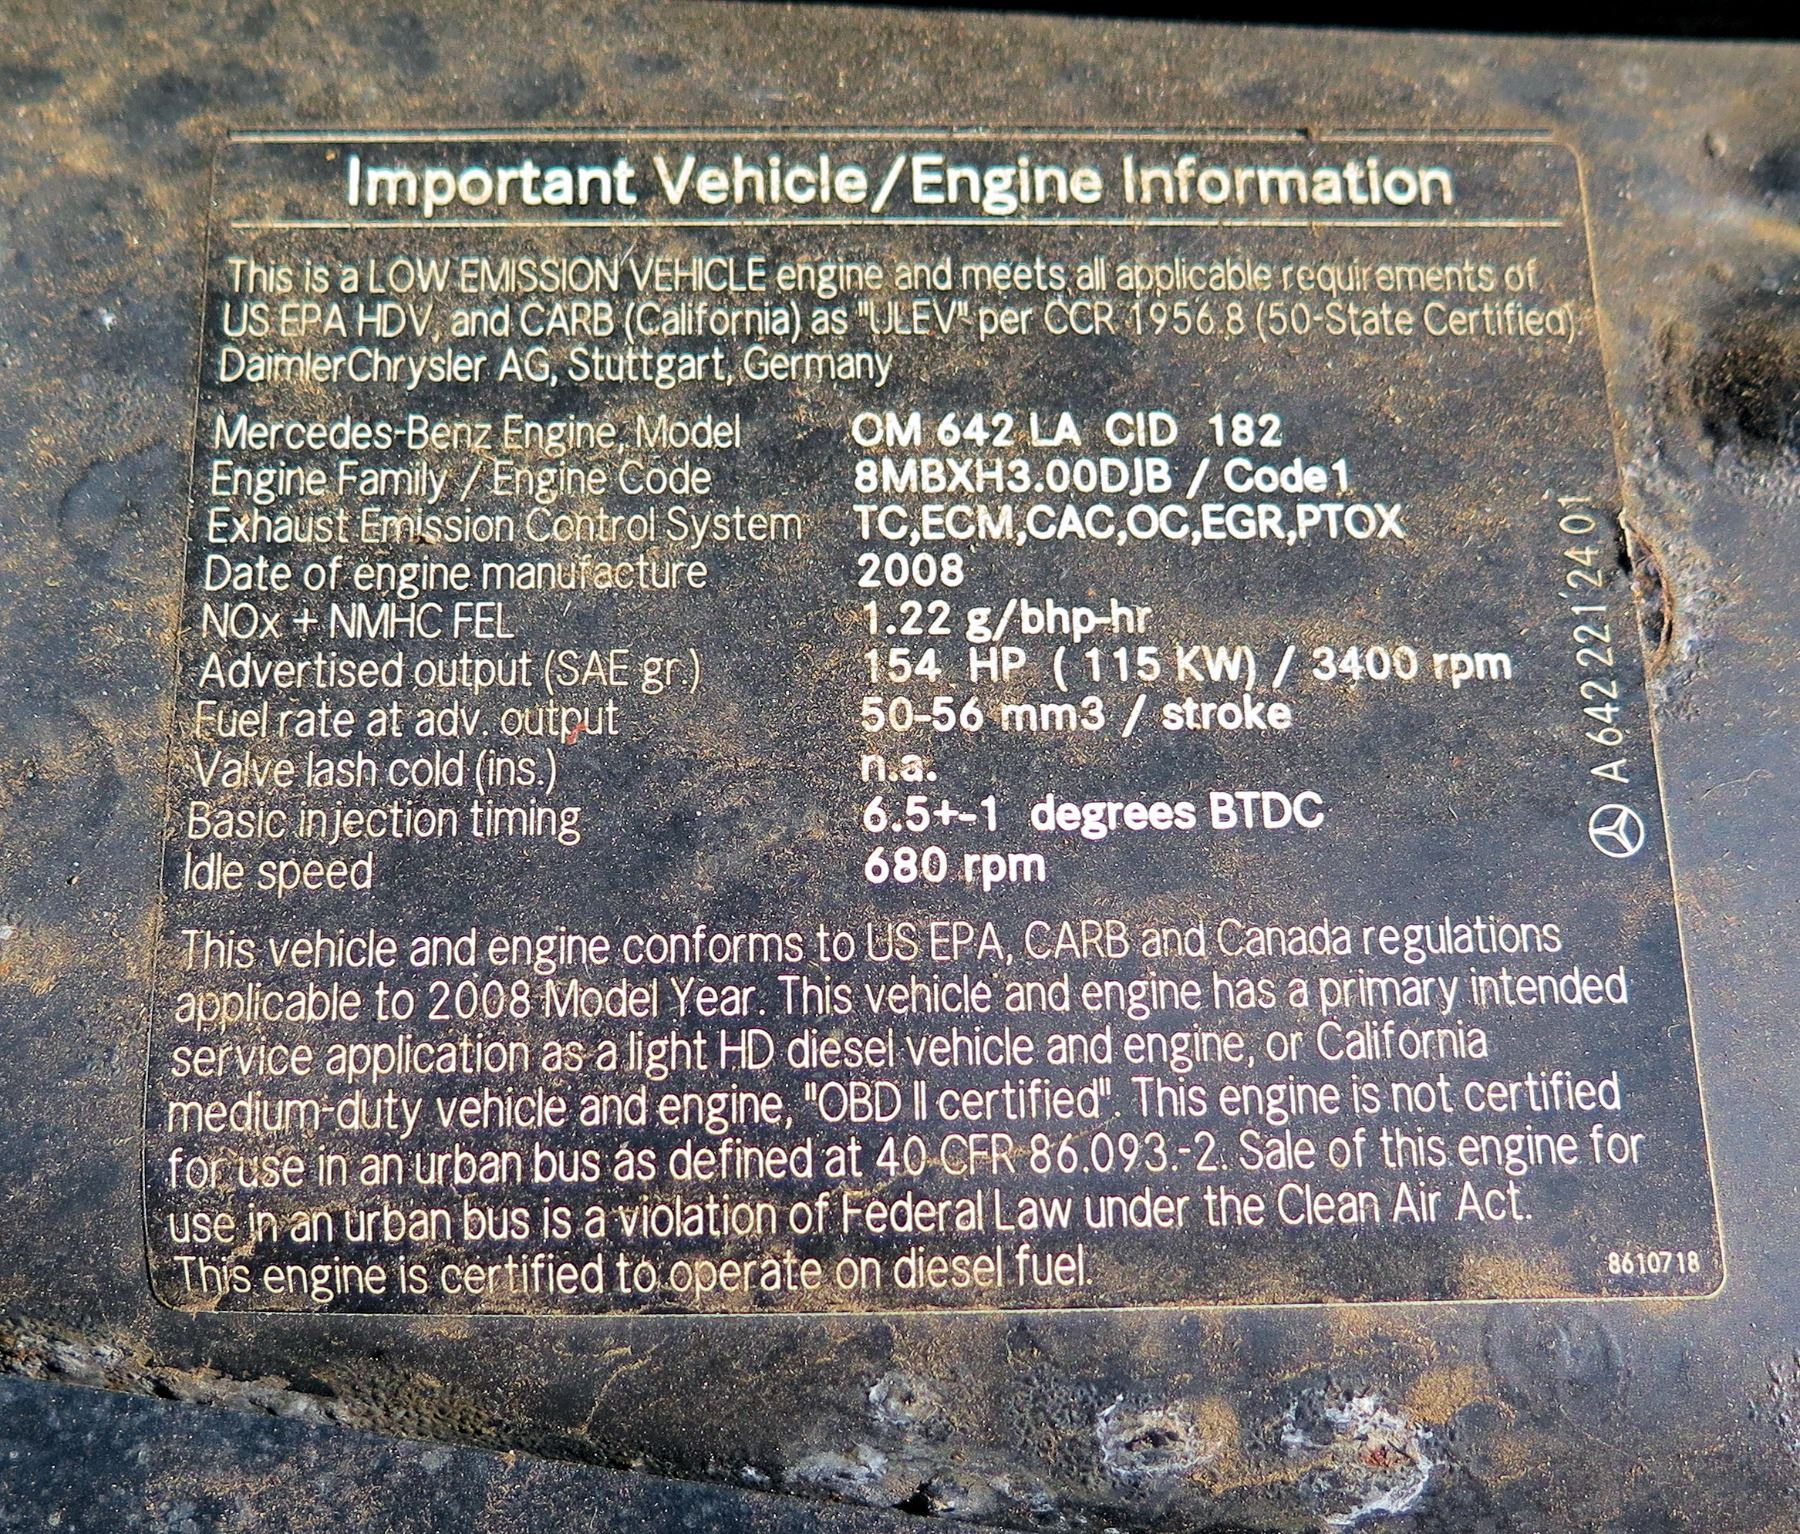 Important Vehicle/Engine Information
This is a LOW EMISSION VEHICLE engine and meets all applicable requirements of
US EPA HDV, and CARB (California) as "ULEV" per CCR 1956.8 (50-State Certified)
DaimlerChrysler AG, Stuttgart, Germany
Mercedes-Benz Engine, Model OM 642 LA CID 182
Engine Family / Engine Code 8MBXH3.00DJB / Code1
Exhaust Emission Control System TC,ECM,CAC,OC,EGR,PTOX
Date of engine manufacture 2008
NOx + NMHC FEL 1.22 g/bhp-hr
Advertised output (SAE gr.) 154 HP ( 115 KW) / 3400 rpm
Fuel rate at adv. output 50-56 mm3 / stroke
Valve lash cold (ins.) n.a.
Basic injection timing 6.5+-1 degrees BTDC
Idle speed 680 rpm
This vehicle and engine conforms to US EPA, CARB and Canada regulations
applicable to 2008 Model Year. This vehicle and engine has a primary intended
service application as a light HD diesel vehicle and engine, or California
medium-duty vehicle and engine, "OBD II certified". This engine is not certified
for use in an urban bus as defined at 40 CFR 86.093.-2. Sale of this engine for
use in an urban bus is a violation of Federal Law under the Clean Air Act.
This engine is certified to operate on diesel fuel.
8610718
A 642 221 24 01